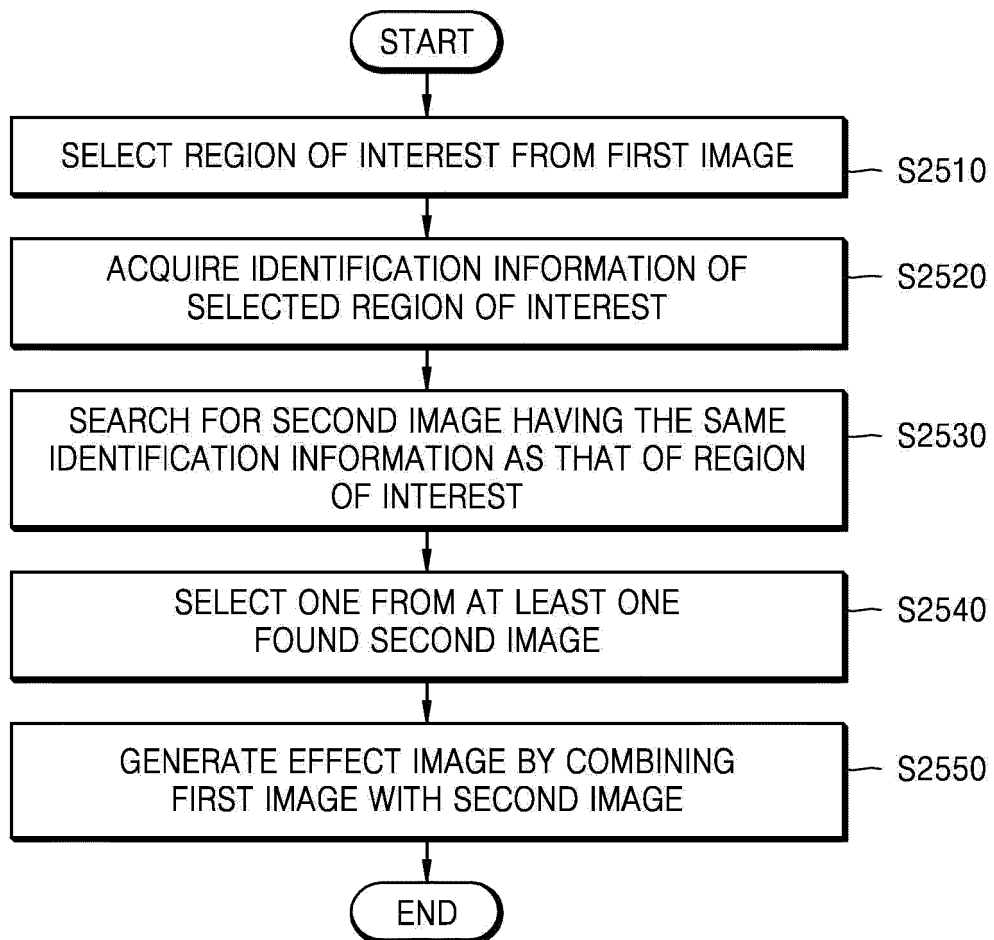 START
SELECT REGION OF INTEREST FROM FIRST IMAGE
S2510
ACQUIRE IDENTIFICATION INFORMATION OF
SELECTED REGION OF INTEREST
S2520
SEARCH FOR SECOND IMAGE HAVING THE SAME
IDENTIFICATION INFORMATION AS THAT OF REGION
OF INTEREST
S2530
SELECT ONE FROM AT LEAST ONE
FOUND SECOND IMAGE
S2540
GENERATE EFFECT IMAGE BY COMBINING
FIRST IMAGE WITH SECOND IMAGE
S2550
END